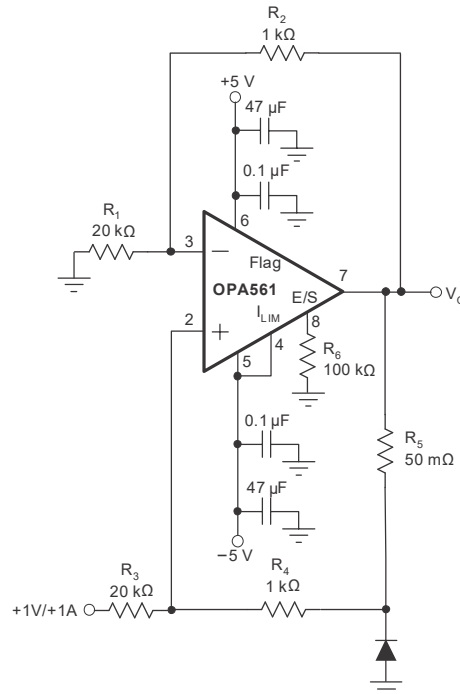 R2
1 kΩ
+5 V
47 µF
0.1 µF
R1
20 kΩ
6
3
−
Flag
7
OPA561
VO
E/S
ILIM
8
2
+
4
5
R6
100 kΩ
0.1 µF
R5
50 mΩ
47 µF
−5 V
R3
20 kΩ
R4
1 kΩ
+1V/+1A